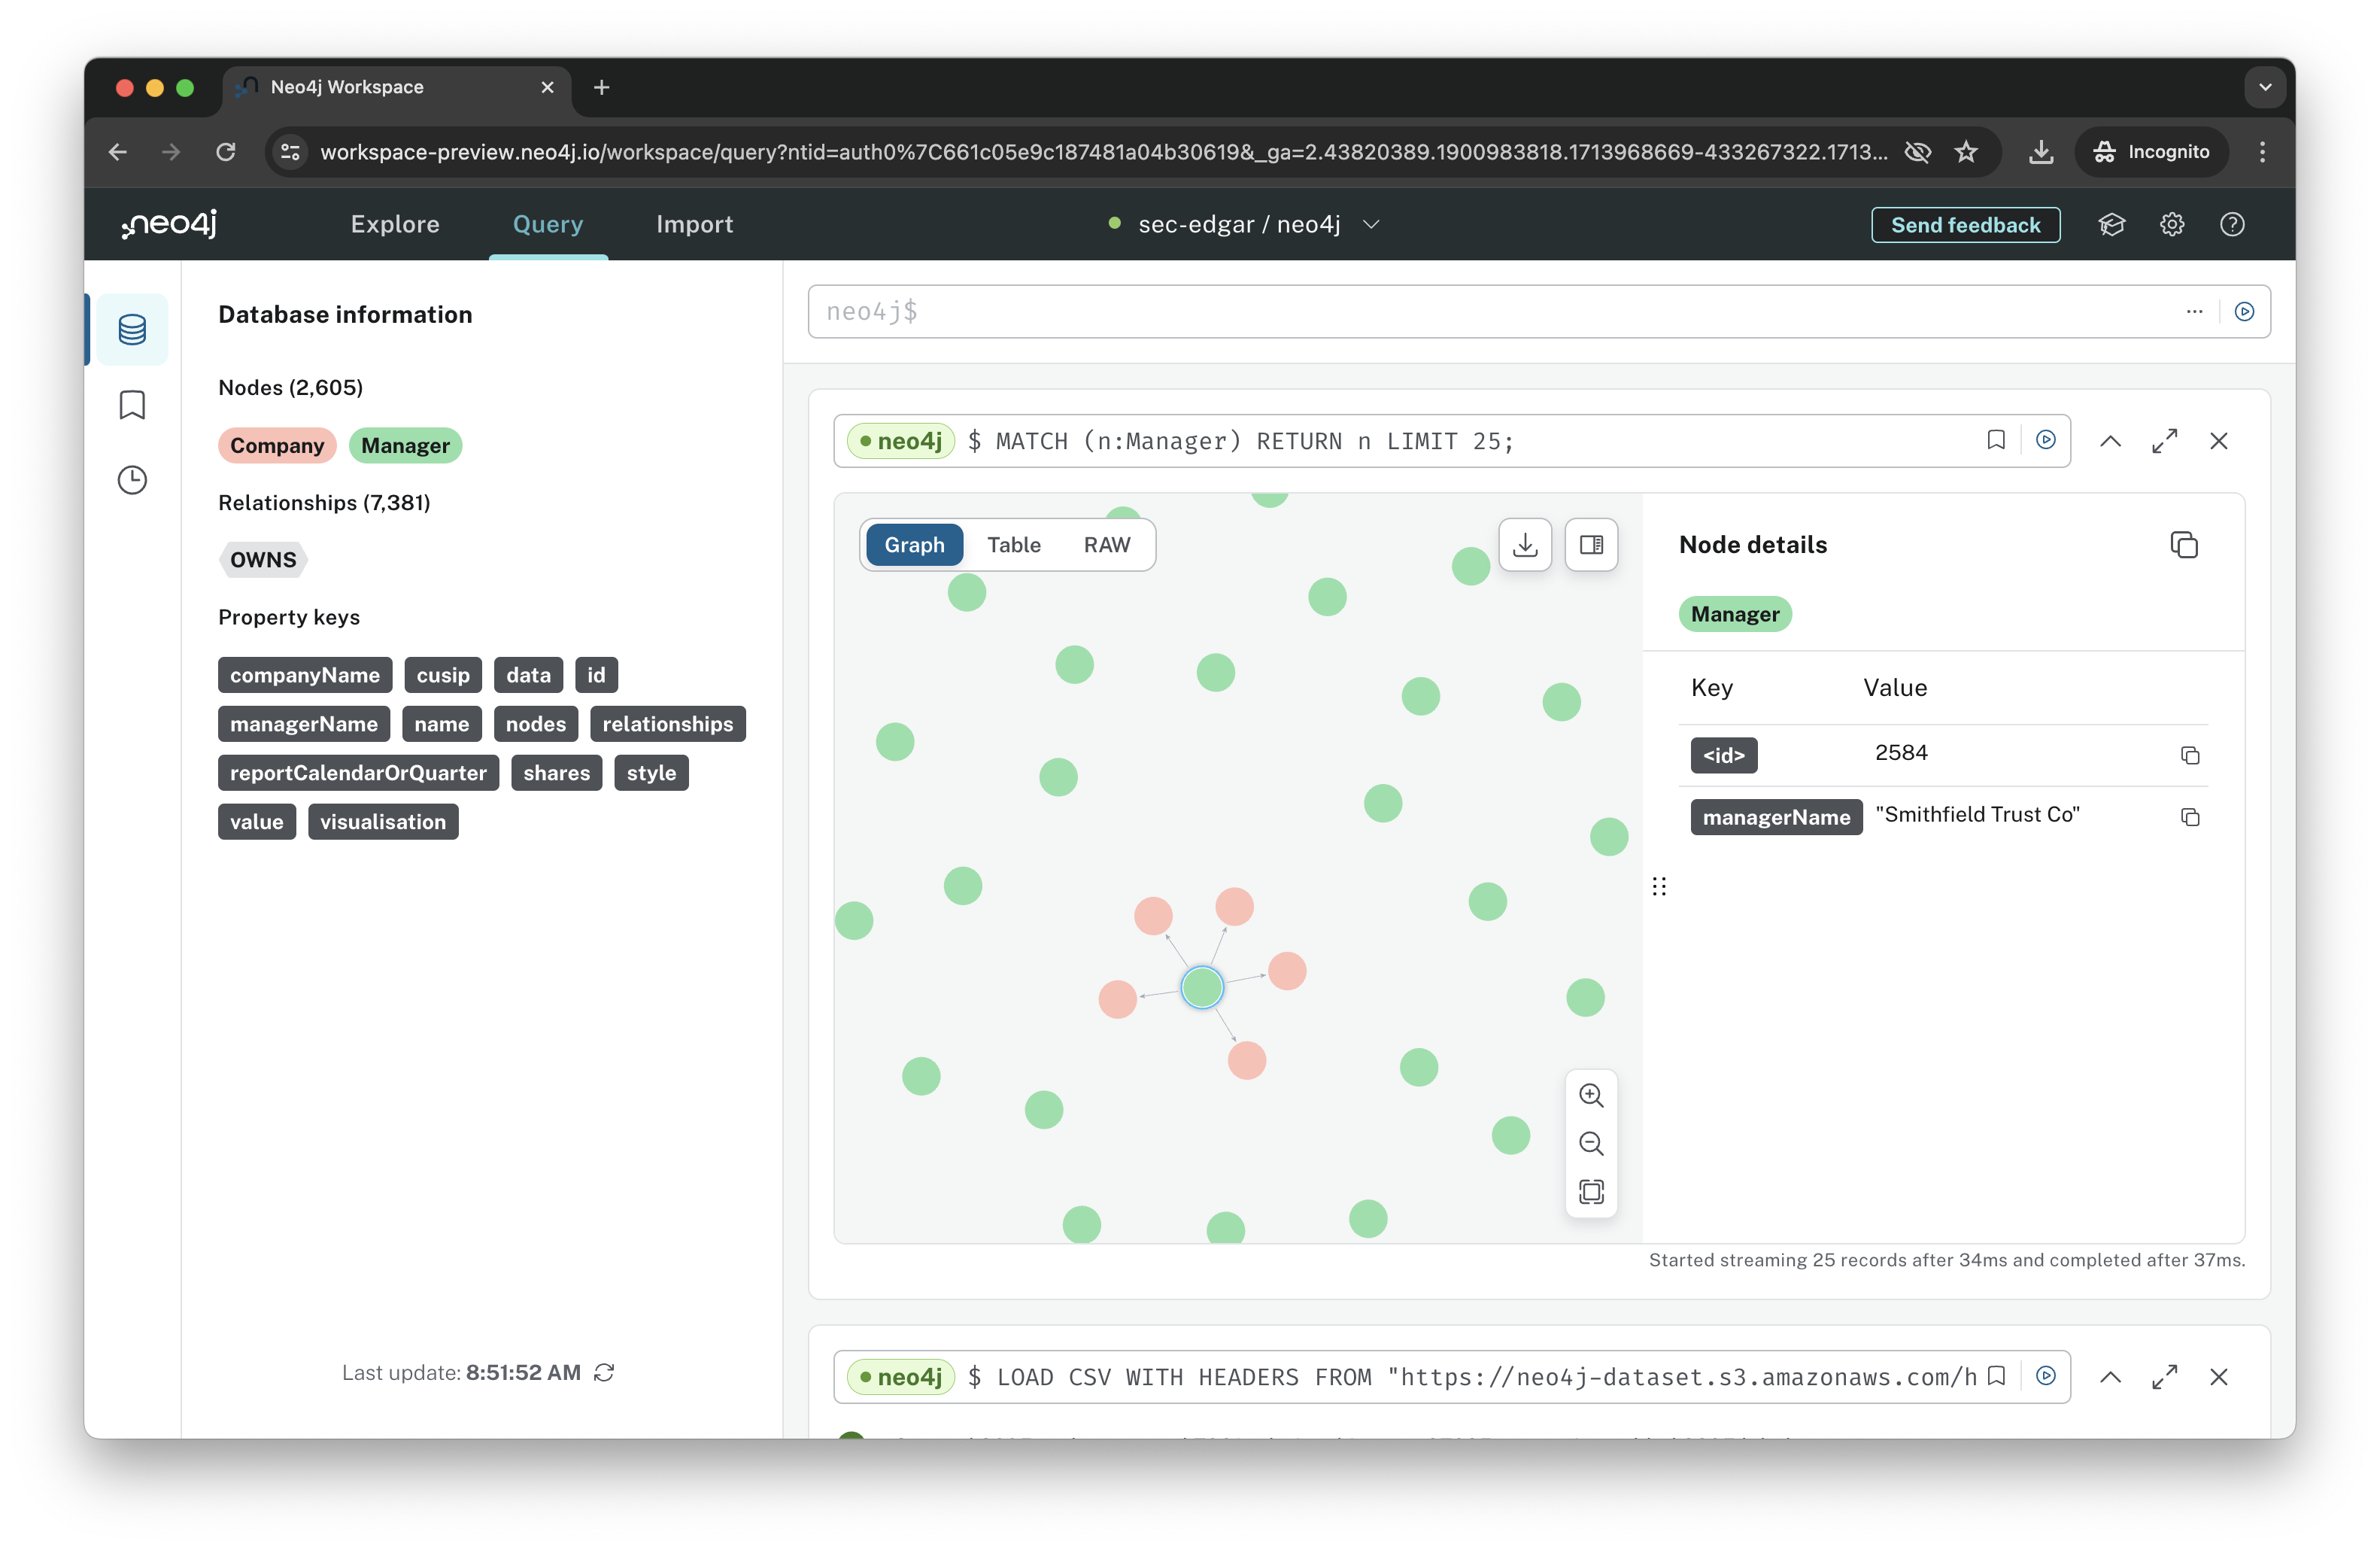 Neo4j Workspace
workspace-preview.neo4j.io/workspace/query?ntid=auth0%7C661c05e9c187481a04b30619&_ga=2.43820389.1900983818.1713968669-433267322.1713...
Incognito
neo4j
Explore
Query
Import
sec-edgar / neo4j
Send feedback
Database information
Nodes (2,605)
Company Manager
Relationships (7,381)
OWNS
Property keys
companyName cusip data id
managerName name nodes relationships
reportCalendarOrQuarter shares style
value visualisation
Last update: 8:51:52 AM
neo4j$
neo4j $ MATCH (n:Manager) RETURN n LIMIT 25;
Graph Table RAW
Node details
Manager
Key Value
<id> 2584
managerName "Smithfield Trust Co"
Started streaming 25 records after 34ms and completed after 37ms.
neo4j $ LOAD CSV WITH HEADERS FROM "https://neo4j-dataset.s3.amazonaws.com/h